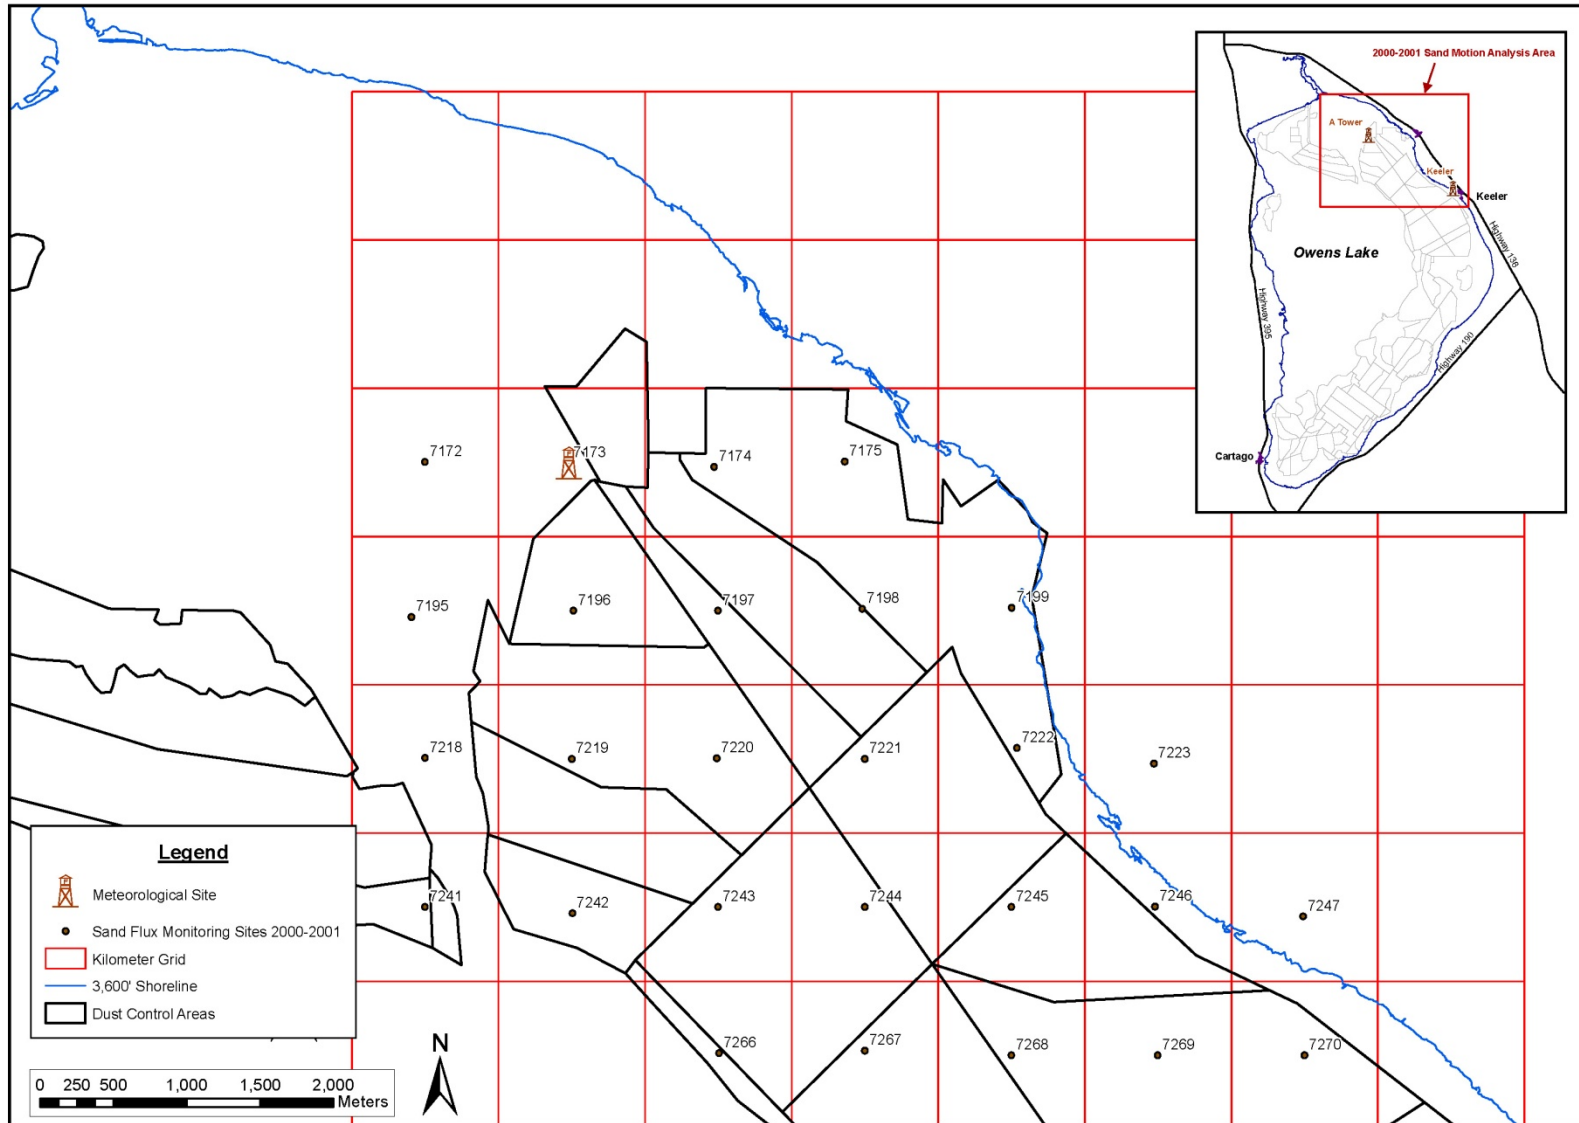 2000-2001 Sand Motion Analysis Area
A Tower
Keeler
Keeler
Highway 136
Owens Lake
Highway 395
Highway 190
Cartago
7172
7173
7174
7175
7195
7196
7197
7198
7199
7218
7219
7220
7221
7222
7223
7241
7242
7243
7244
7245
7246
7247
7266
7267
7268
7269
7270
Legend
Meteorological Site
Sand Flux Monitoring Sites 2000-2001
Kilometer Grid
3,600' Shoreline
Dust Control Areas
N
0 250 500 1,000 1,500 2,000
Meters